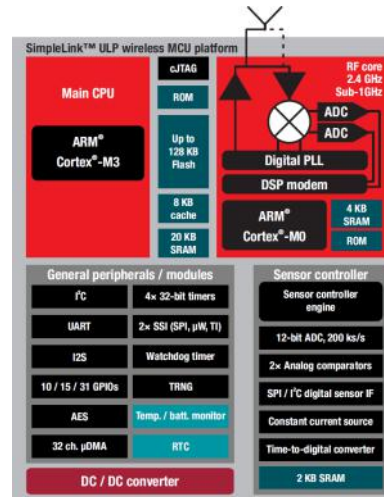 SimpleLink™ ULP wireless MCU platform
Main CPU
ARM®
Cortex®-M3
cJTAG
ROM
Up to
128 KB
Flash
8 KB
cache
20 KB
SRAM
RF core
2.4 GHz
Sub-1GHz
ADC
ADC
Digital PLL
DSP modem
ARM®
Cortex®-M0
4 KB
SRAM
ROM
General peripherals / modules
I²C
4× 32-bit timers
UART
2× SSI (SPI, µW, TI)
I2S
Watchdog timer
10 / 15 / 31 GPIOs
TRNG
AES
Temp. / batt. monitor
32 ch. µDMA
RTC
DC / DC converter
Sensor controller
Sensor controller
engine
12-bit ADC, 200 ks/s
2× Analog comparators
SPI / I²C digital sensor IF
Constant current source
Time-to-digital converter
2 KB SRAM